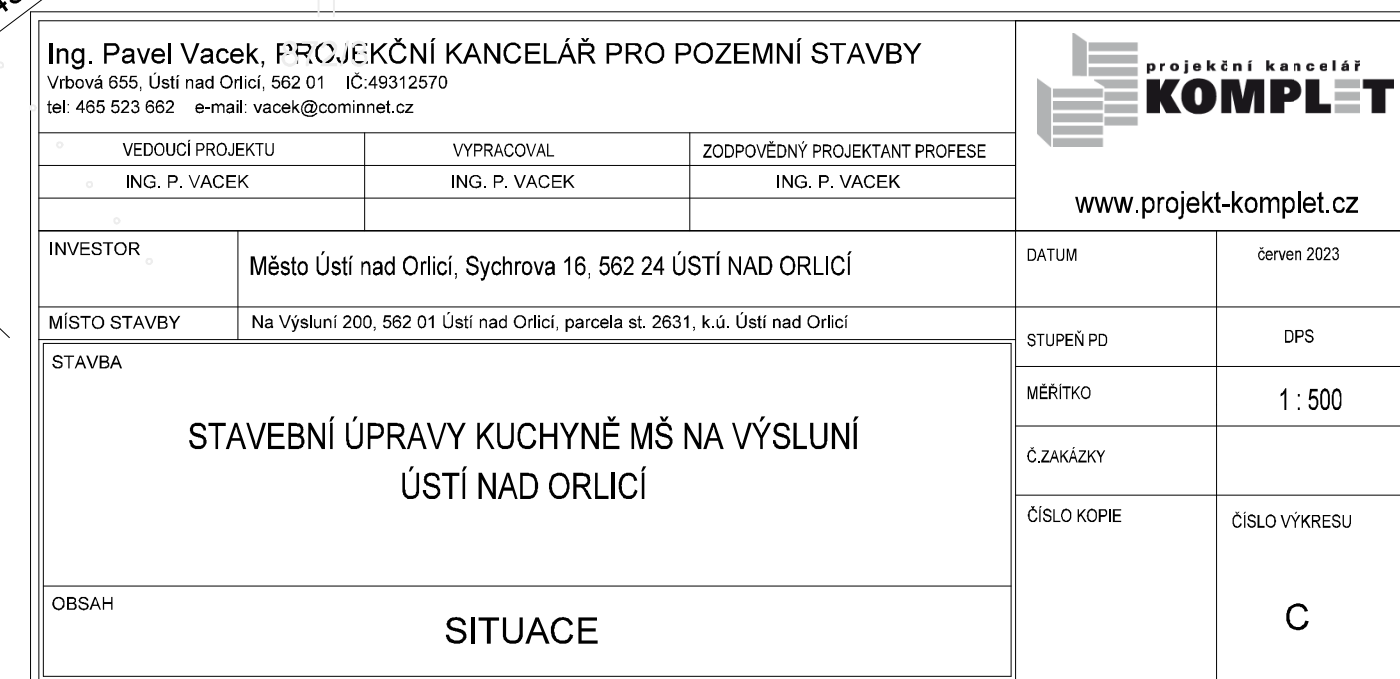 Ing. Pavel Vacek, PROJEKČNÍ KANCELÁŘ PRO POZEMNÍ STAVBY
Vrbová 655, Ústí nad Orlicí, 562 01 IČ:49312570
tel: 465 523 662 e-mail: vacek@cominnet.cz
projekční kancelář
KOMPLET
www.projekt-komplet.cz
VEDOUCÍ PROJEKTU VYPRACOVAL ZODPOVĚDNÝ PROJEKTANT PROFESE
ING. P. VACEK ING. P. VACEK ING. P. VACEK
INVESTOR Město Ústí nad Orlicí, Sychrova 16, 562 24 ÚSTÍ NAD ORLICÍ
MÍSTO STAVBY Na Výsluní 200, 562 01 Ústí nad Orlicí, parcela st. 2631, k.ú. Ústí nad Orlicí
STAVBA
STAVEBNÍ ÚPRAVY KUCHYNĚ MŠ NA VÝSLUNÍ
ÚSTÍ NAD ORLICÍ
OBSAH
SITUACE
DATUM červen 2023
STUPEŇ PD DPS
MĚŘÍTKO 1 : 500
Č.ZAKÁZKY
ČÍSLO KOPIE ČÍSLO VÝKRESU
C